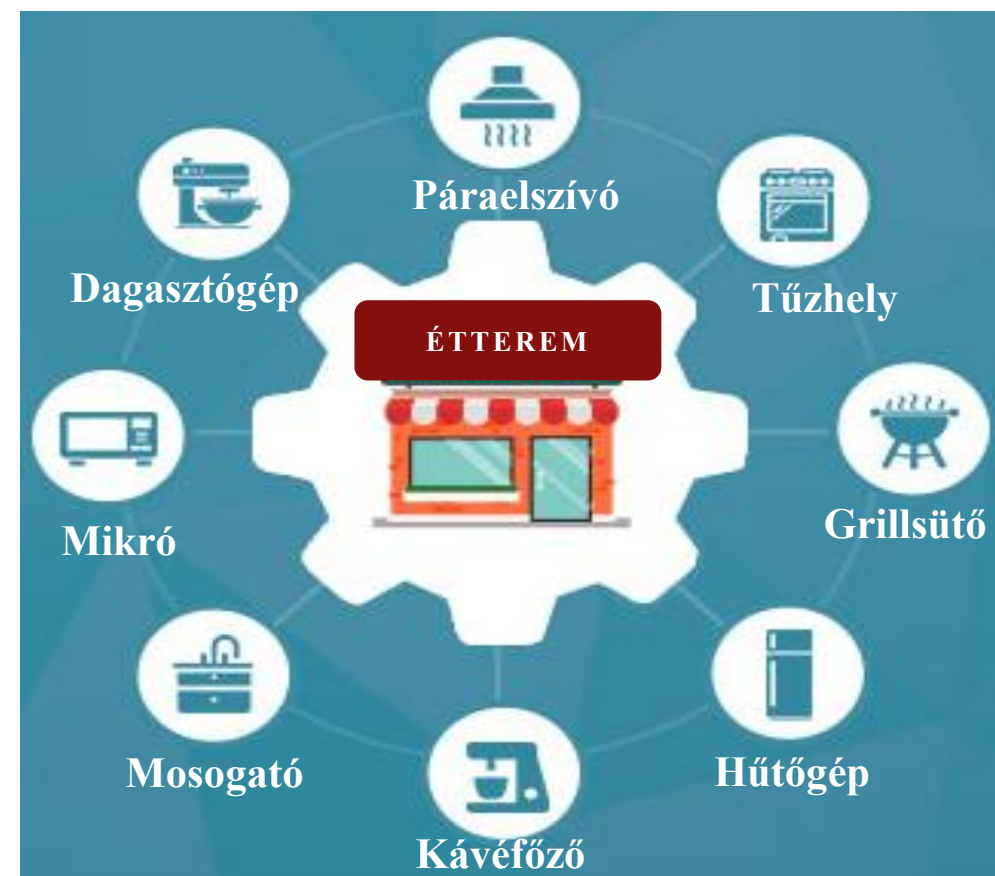 Páraelszívó
Dagasztógép
Tűzhely
ÉTTEREM
Mikró
Grillsütő
Mosogató
Hűtőgép
Kávéfőző